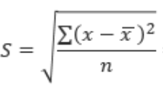 S = √(∑(x − x̅)² / n)